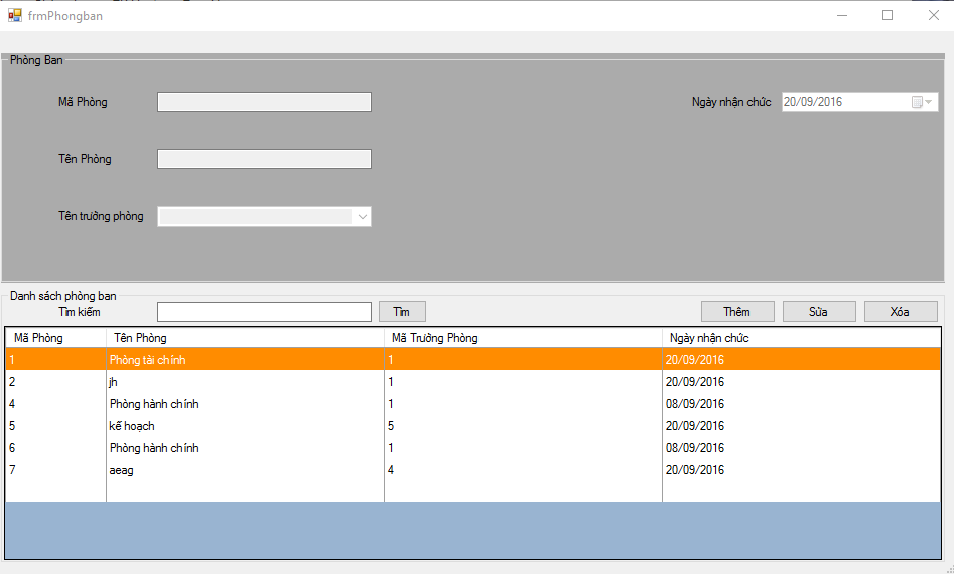 frmPhongban
Phòng Ban
Mã Phòng Ngày nhận chức 20/09/2016
Tên Phòng
Tên trưởng phòng
Danh sách phòng ban
Tìm kiếm Tìm Thêm Sửa Xóa
Mã Phòng Tên Phòng Mã Trưởng Phòng Ngày nhận chức
1 Phòng tài chính 1 20/09/2016
2 jh 1 20/09/2016
4 Phòng hành chính 1 08/09/2016
5 kế hoạch 5 20/09/2016
6 Phòng hành chính 1 08/09/2016
7 aeag 4 20/09/2016